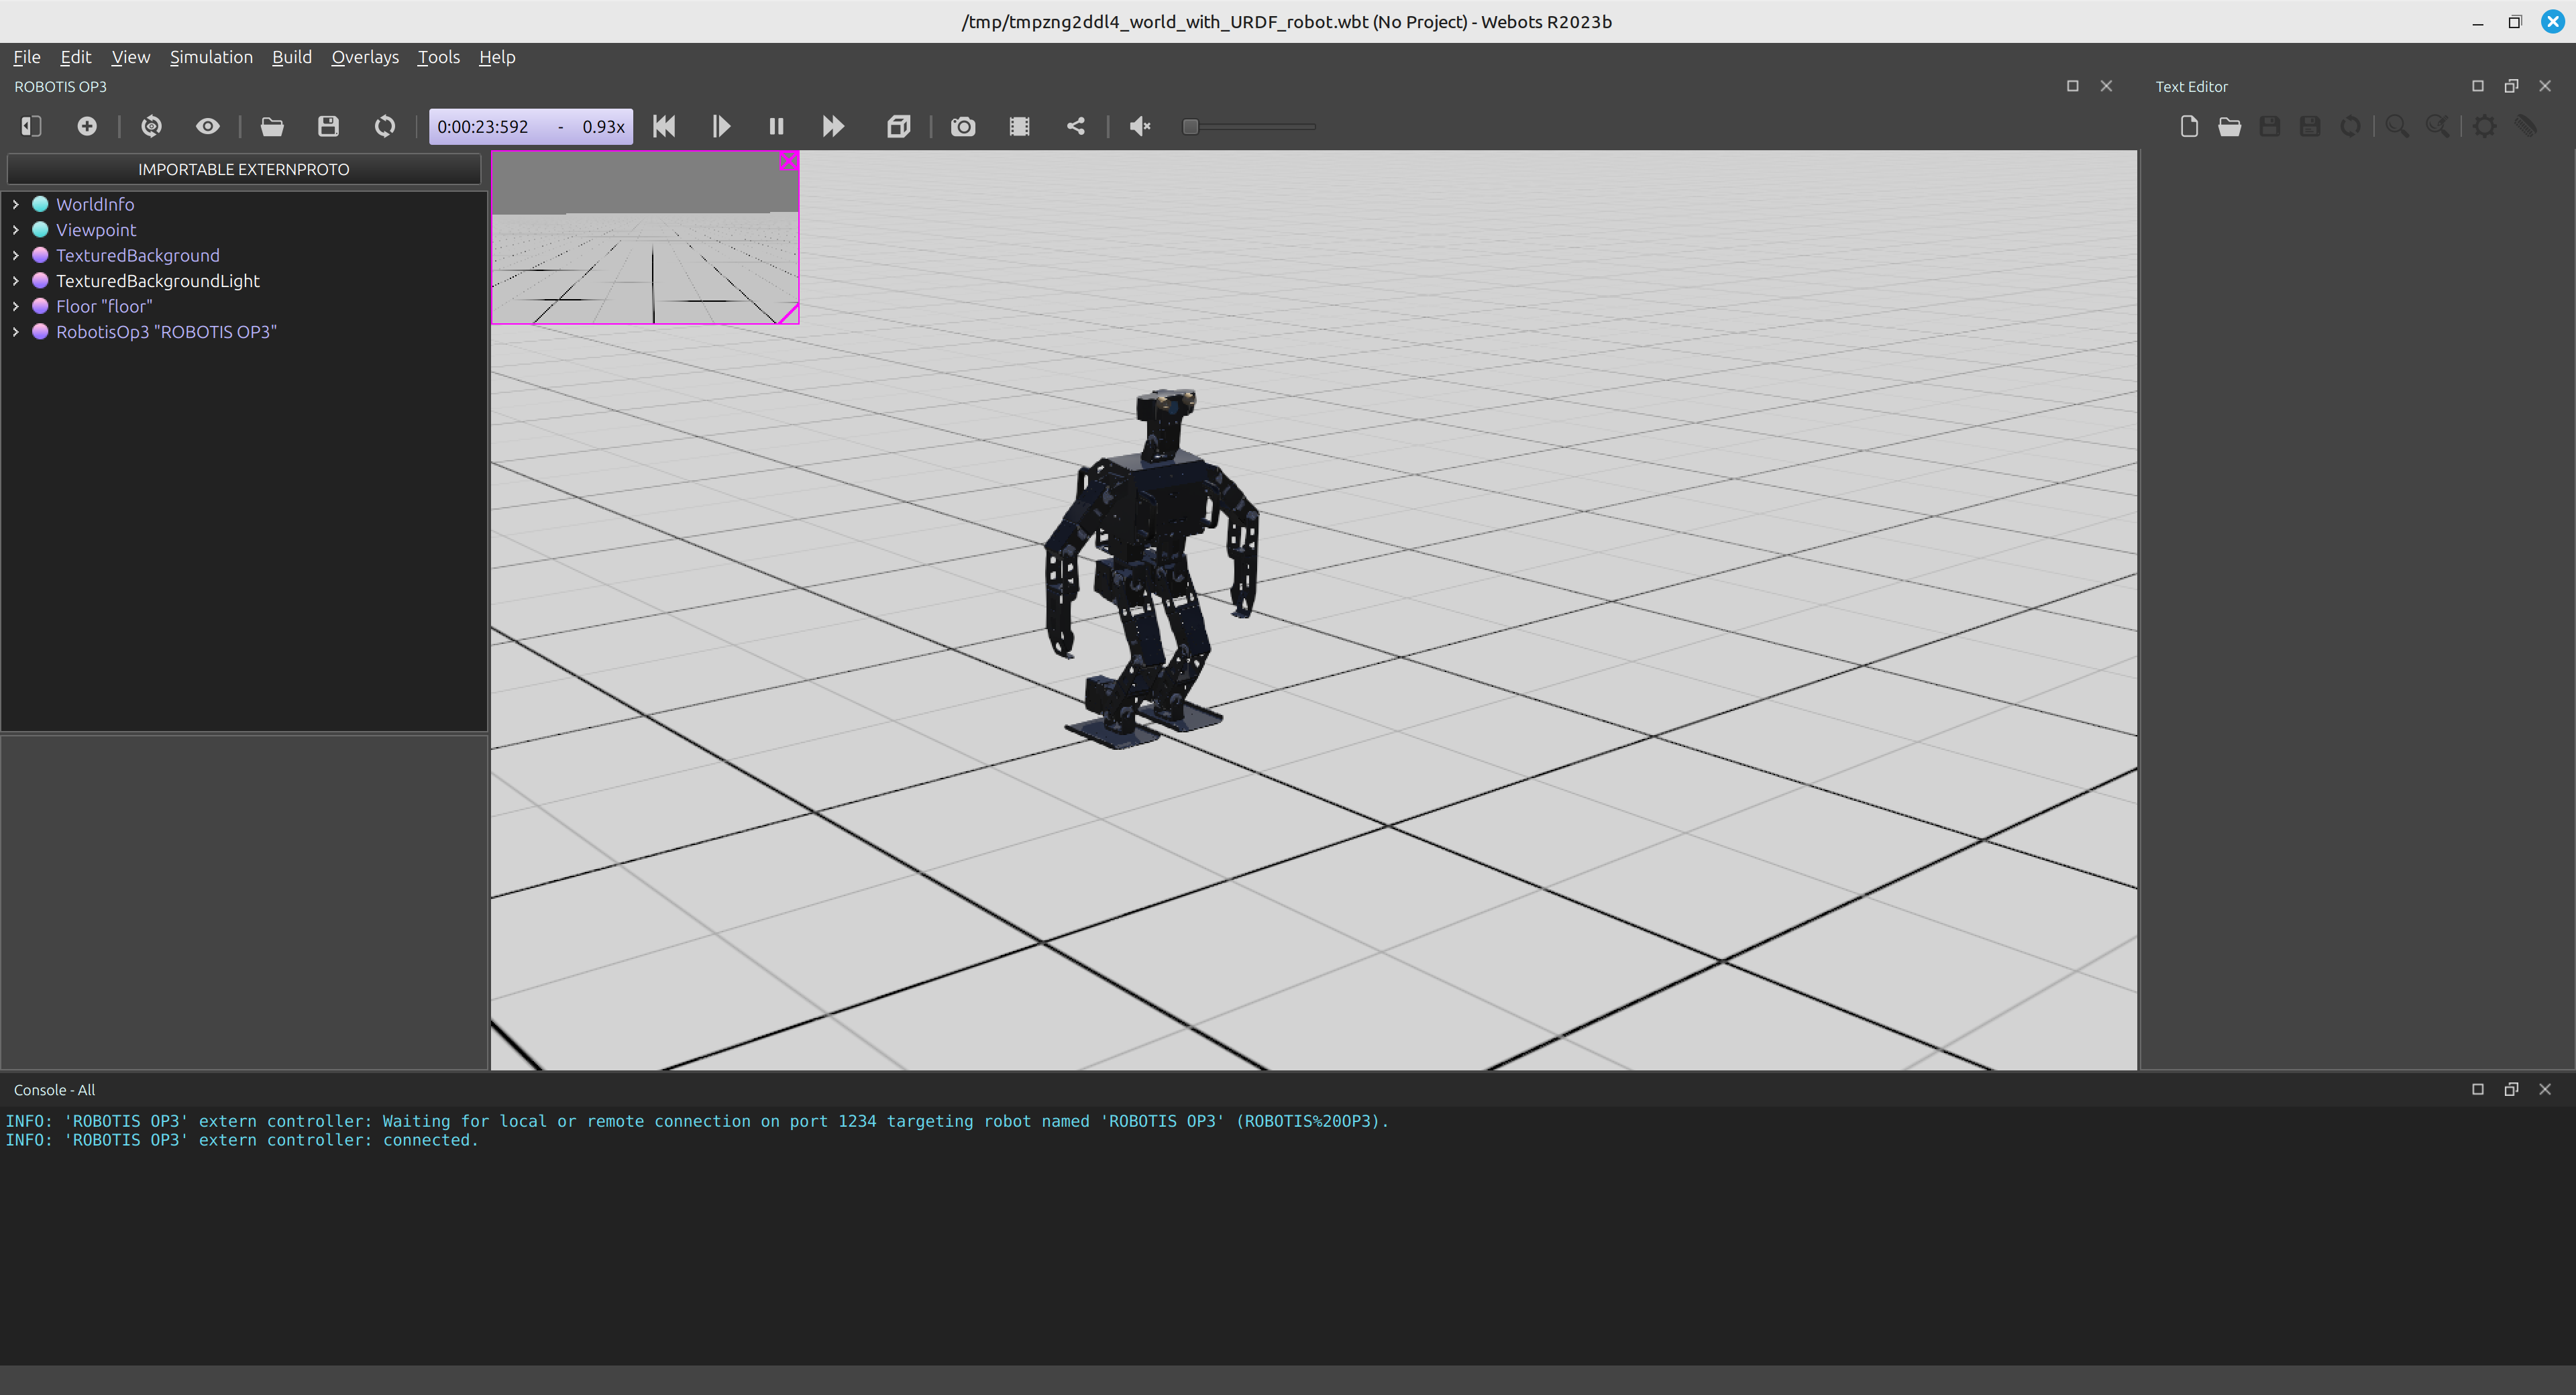 /tmp/tmpzng2ddl4_world_with_URDF_robot.wbt (No Project) - Webots R2023b
File Edit View Simulation Build Overlays Tools Help
ROBOTIS OP3
Text Editor
0:00:23:592 - 0.93x
IMPORTABLE EXTERNPROTO
WorldInfo
Viewpoint
TexturedBackground
TexturedBackgroundLight
Floor "floor"
RobotisOp3 "ROBOTIS OP3"
Console - All
INFO: 'ROBOTIS OP3' extern controller: Waiting for local or remote connection on port 1234 targeting robot named 'ROBOTIS OP3' (ROBOTIS%20OP3).
INFO: 'ROBOTIS OP3' extern controller: connected.